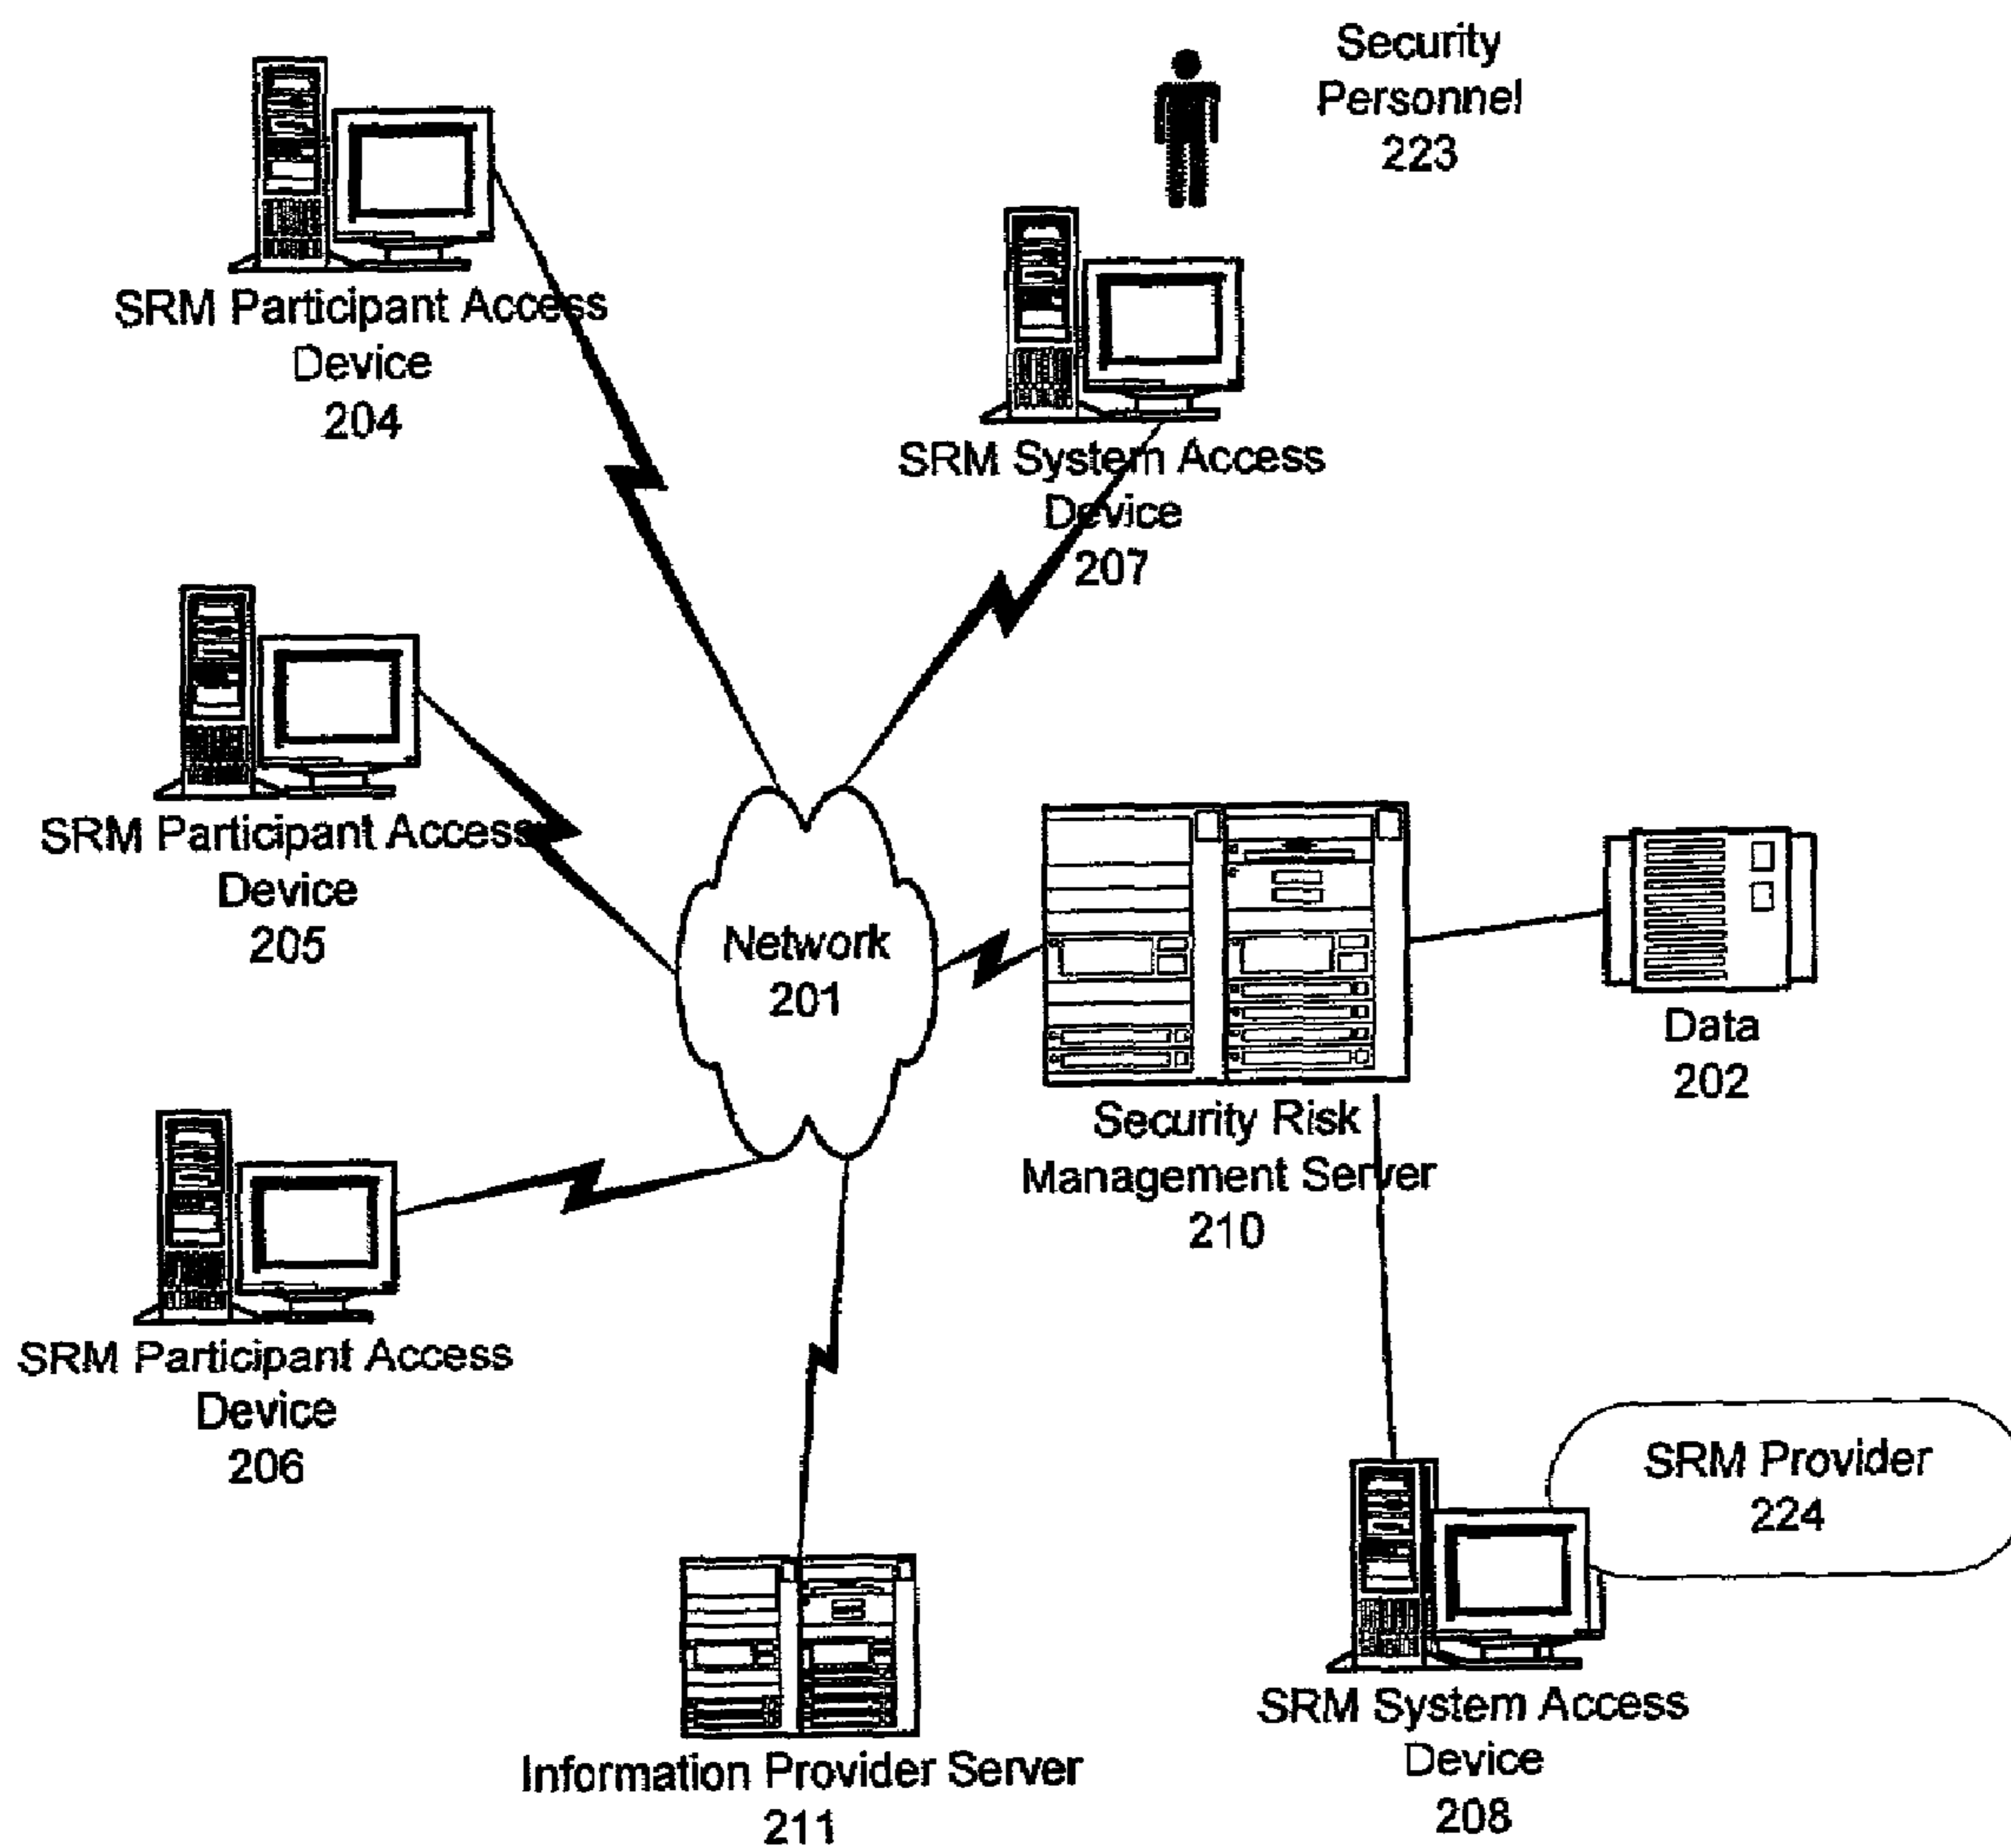 Security
Personnel
223
SRM Participant Access
Device
204
SRM System Access
Device
207
SRM Participant Access
Device
205
Network
201
Data
202
Security Risk
Management Server
210
SRM Participant Access
Device
206
SRM Provider
224
SRM System Access
Device
208
Information Provider Server
211